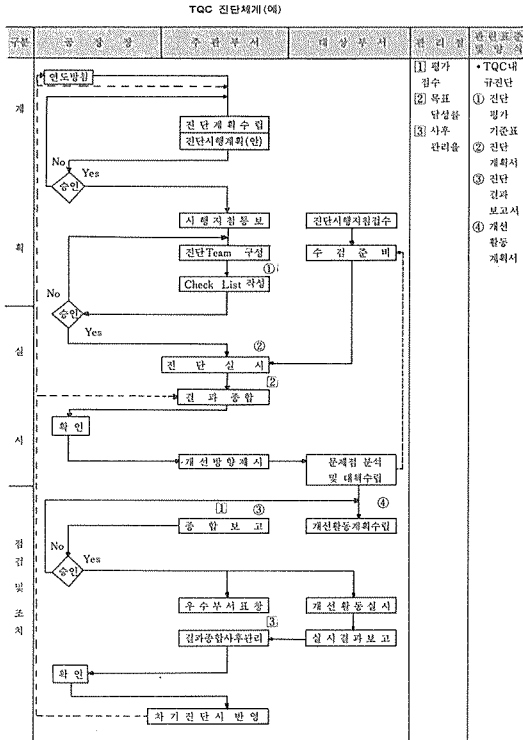 TQC 진단체계(예)
구분 공 장 장 주 관 부 서 대 상 부 서 관 리 점 관련표준 및 양식
계
획
실
시
점
검
및
조
치
연도방침
진단계획수립
진단시행계획(안)
No
Yes
승인
시행지침통보
진단시행지침접수
진단Team 구성
수 검 준 비
①
Check List 작성
No
승인
Yes
②
진 단 실 시
2
결 과 종 합
확 인
개선방향제시
문제점 분석
및 대책수립
1 ③ ④
종 합 보 고
개선활동계획수립
No
Yes
승인
우수부서표창
개선활동실시
3
결과종합사후관리
실시결과보고
확 인
차기진단시 반영
1 평가
점수
2 목표
달성률
3 사후
관리율
• TQC내
규진단
① 진단
평가
기준표
② 진단
계획서
③ 진단
결과
보고서
④ 개선
활동
계획서